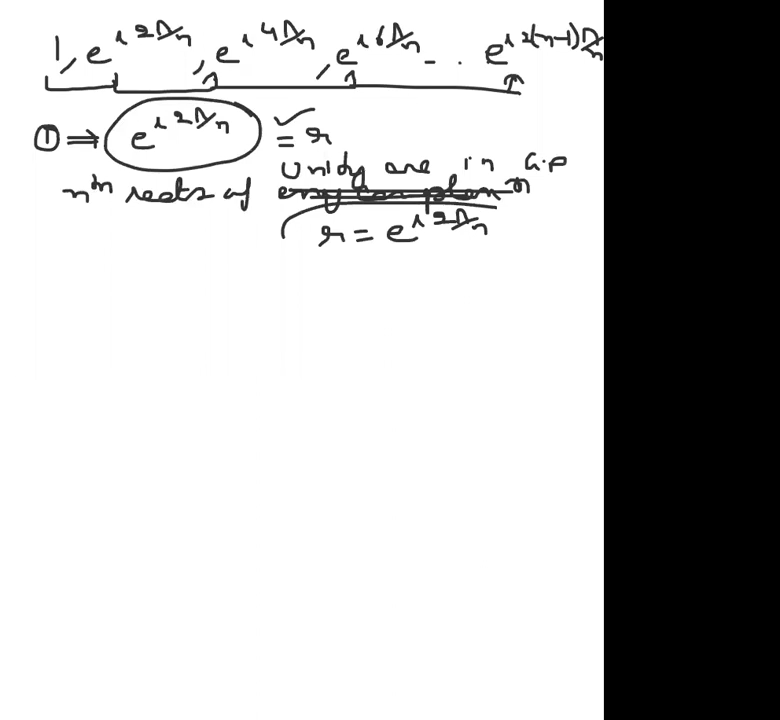 1, e^{i2π/n}, e^{i4π/n}, e^{i6π/n} - . . e^{i2(n-1)π/n}
① ⇒ e^{i2π/n} ✓ = r
unity are in G.P
nth roots of
r = e^{i2π/n}